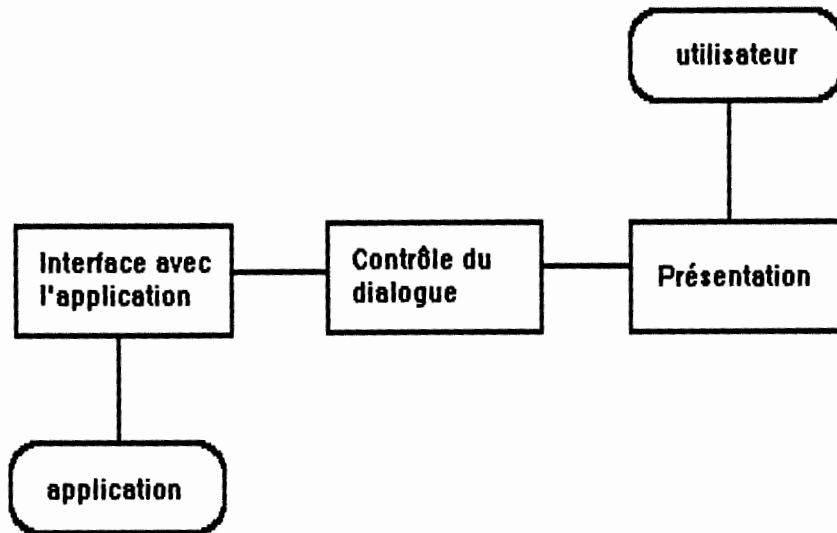 utilisateur
Interface avec
l'application
Contrôle du
dialogue
Présentation
application